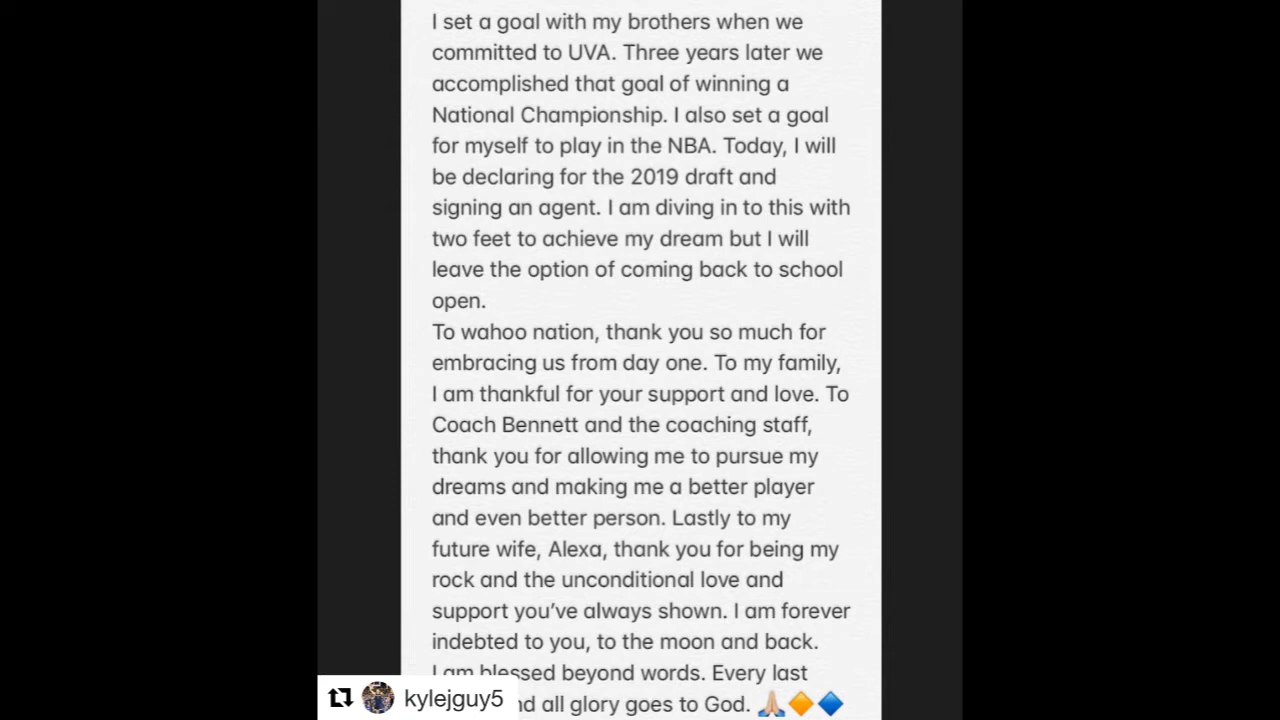 I set a goal with my brothers when we
committed to UVA. Three years later we
accomplished that goal of winning a
National Championship. I also set a goal
for myself to play in the NBA. Today, I will
be declaring for the 2019 draft and
signing an agent. I am diving in to this with
two feet to achieve my dream but I will
leave the option of coming back to school
open.
To wahoo nation, thank you so much for
embracing us from day one. To my family,
I am thankful for your support and love. To
Coach Bennett and the coaching staff,
thank you for allowing me to pursue my
dreams and making me a better player
and even better person. Lastly to my
future wife, Alexa, thank you for being my
rock and the unconditional love and
support you’ve always shown. I am forever
indebted to you, to the moon and back.
I am blessed beyond words. Every last
all glory goes to God. 🙏🏼🔶🔷
kylejguy5